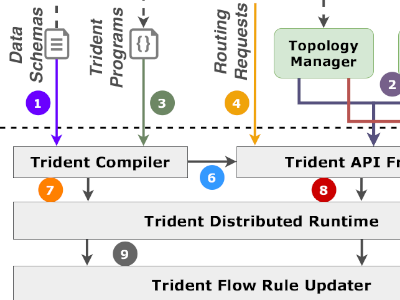 Data
Schemas
Trident
Programs
{}
Routing
Requests
Topology
Manager
1
3
4
2
Trident Compiler
Trident API
7
6
8
Trident Distributed Runtime
9
Trident Flow Rule Updater